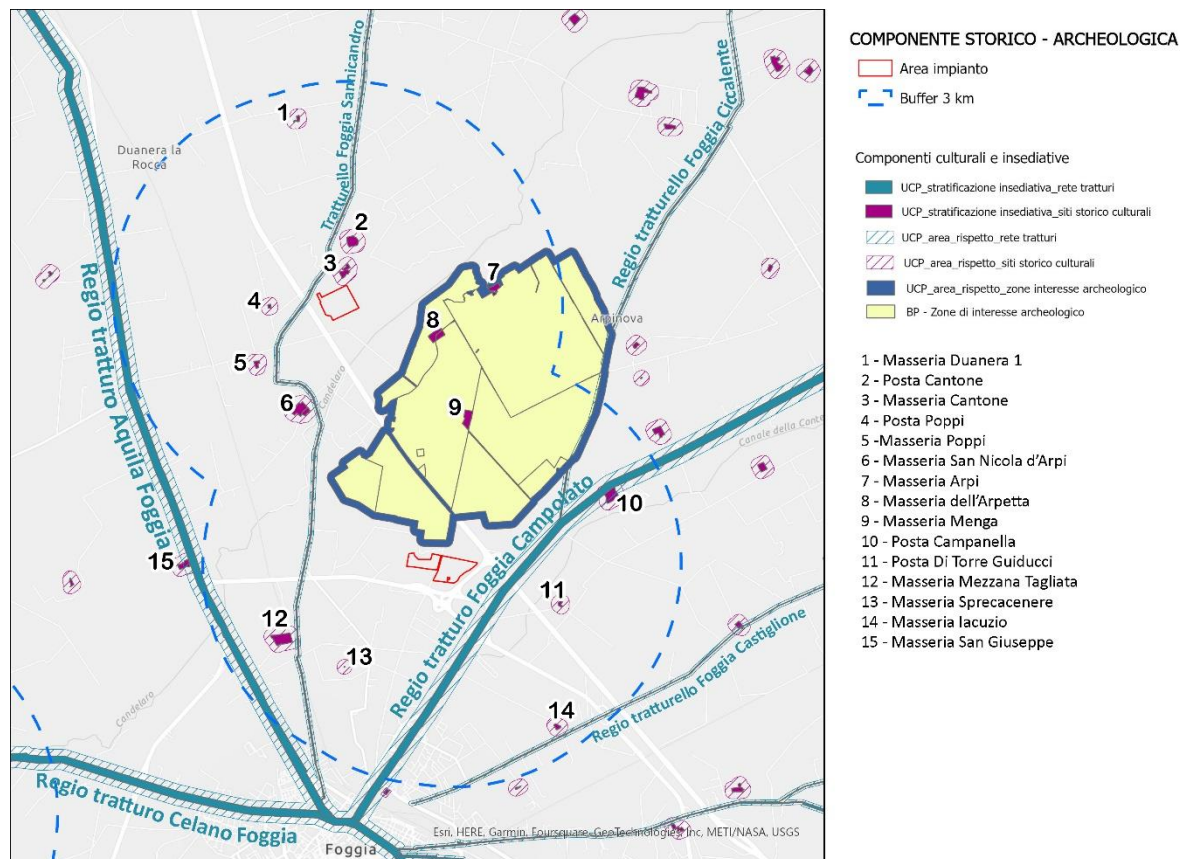 COMPONENTE STORICO - ARCHEOLOGICA
Area impianto
Buffer 3 km
Componenti culturali e insediative
UCP_stratificazione insediativa_rete tratturi
UCP_stratificazione insediativa_siti storico culturali
UCP_area_rispetto_rete tratturi
UCP_area_rispetto_siti storico culturali
UCP_area_rispetto_zone interesse archeologico
BP - Zone di interesse archeologico
1 - Masseria Duanera 1
2 - Posta Cantone
3 - Masseria Cantone
4 - Posta Poppi
5 -Masseria Poppi
6 - Masseria San Nicola d'Arpi
7 - Masseria Arpi
8 - Masseria dell'Arpetta
9 - Masseria Menga
10 - Posta Campanella
11 - Posta Di Torre Guiducci
12 - Masseria Mezzana Tagliata
13 - Masseria Sprecacenere
14 - Masseria Iacuzio
15 - Masseria San Giuseppe
1
Duanera la
Rocca
Tratturello Foggia Sannicandro
Regio tratturello Foggia Ciccalente
2
3
4
5
6
7
8
9
Arpinova
Candelaro
Regio tratturo Aquila Foggia
Canale della Conte
10
Regio tratturo Foggia Campolato
15
11
12
13
Regio tratturello Foggia Castiglione
14
Candelaro
Regio tratturo Celano Foggia
Foggia
Esri, HERE, Garmin, Foursquare, GeoTechnologies, Inc, METI/NASA, USGS